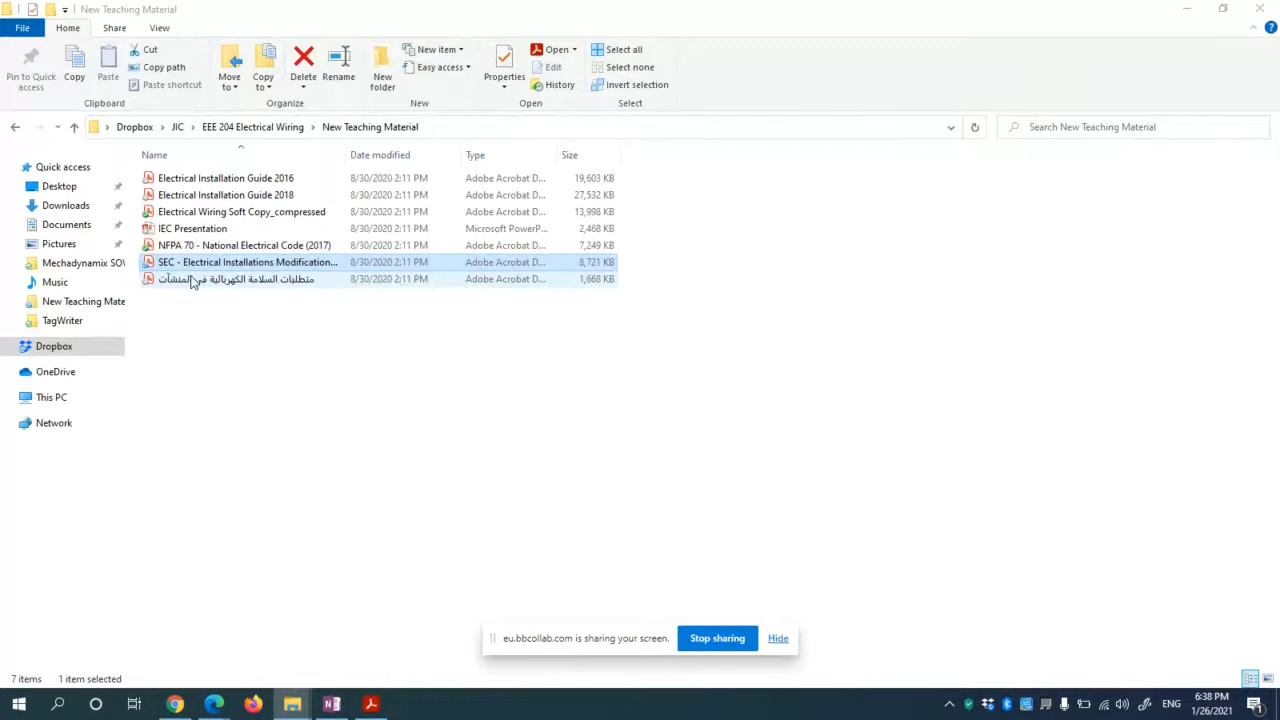 New Teaching Material
File Home Share View
Pin to Quick access
Copy
Paste
Cut
Copy path
Paste shortcut
Clipboard
Move to
Copy to
Delete
Rename
Organize
New folder
New item
Easy access
New
Properties
Open
Edit
History
Open
Select all
Select none
Invert selection
Select
Dropbox > JIC > EEE 204 Electrical Wiring > New Teaching Material
Search New Teaching Material
Quick access
Desktop
Downloads
Documents
Pictures
Mechadynamix SOV
Music
New Teaching Mate
TagWriter
Dropbox
OneDrive
This PC
Network
Name Date modified Type Size
Electrical Installation Guide 2016 8/30/2020 2:11 PM Adobe Acrobat D... 19,603 KB
Electrical Installation Guide 2018 8/30/2020 2:11 PM Adobe Acrobat D... 27,532 KB
Electrical Wiring Soft Copy_compressed 8/30/2020 2:11 PM Adobe Acrobat D... 13,998 KB
IEC Presentation 8/30/2020 2:11 PM Microsoft PowerP... 2,468 KB
NFPA 70 - National Electrical Code (2017) 8/30/2020 2:11 PM Adobe Acrobat D... 7,249 KB
SEC - Electrical Installations Modification... 8/30/2020 2:11 PM Adobe Acrobat D... 8,721 KB
متطلبات السلامة الكهربائية في المنشآت 8/30/2020 2:11 PM Adobe Acrobat D... 1,668 KB
eu.bbcollab.com is sharing your screen. Stop sharing Hide
7 items 1 item selected
ENG
6:38 PM
1/26/2021